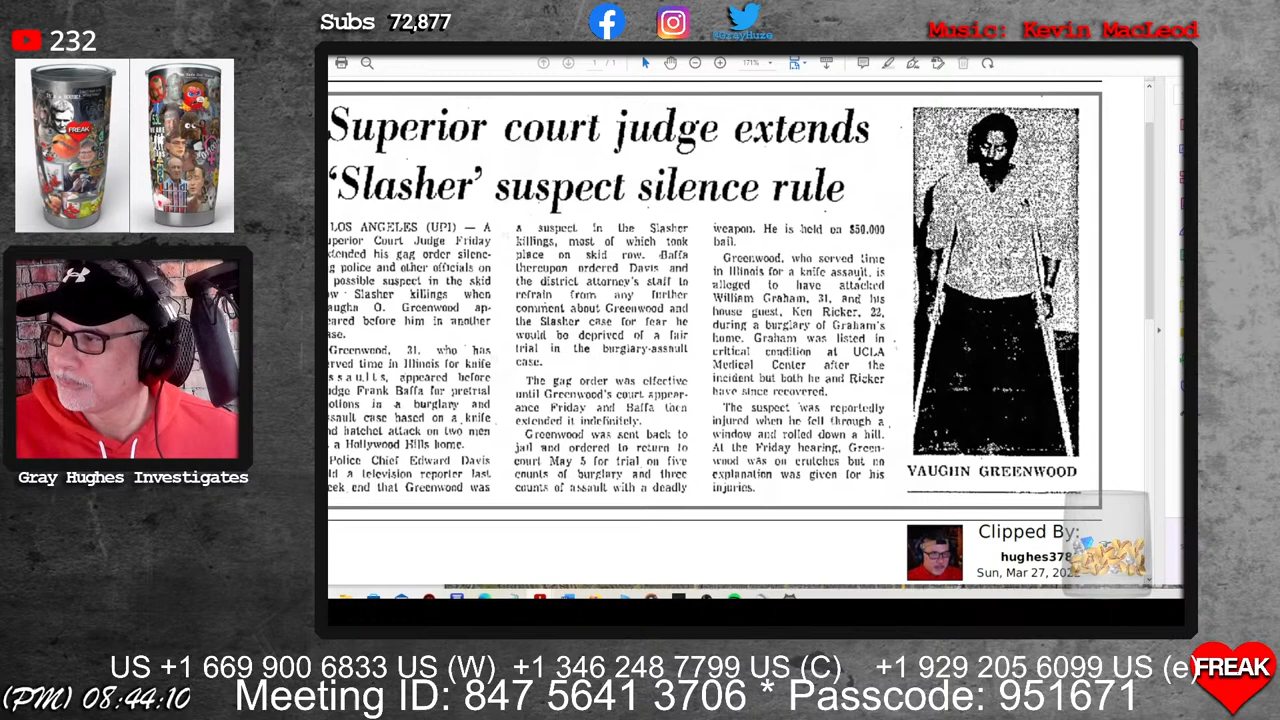 Subs 72,877
232
@GrayHuze
Music: Kevin MacLeod
1 / 1
171%
FREAK
Superior court judge extends
'Slasher' suspect silence rule
LOS ANGELES (UPI) — A
uperior Court Judge Friday
tended his gag order silenc-
g police and other officials on
possible suspect in the skid
w Slasher killings when
aughn O. Greenwood ap-
eared before him in another
ase.
Greenwood, 31, who has
rved time in Illinois for knife
ssaults, appeared before
udge Frank Baffa for pretrial
otions in a burglary and
ssault case based on a knife
nd hatchet attack on two men
a Hollywood Hills home.
Police Chief Edward Davis
ld a television reporter last
eek end that Greenwood was
a suspect in the Slasher
killings, most of which took
place on skid row. Baffa
thereupon ordered Davis and
the district attorney's staff to
refrain from any further
comment about Greenwood and
the Slasher case for fear he
would be deprived of a fair
trial in the burglary-assault
case.
The gag order was effective
until Greenwood's court appear-
ance Friday and Baffa then
extended it indefinitely.
Greenwood was sent back to
jail and ordered to return to
court May 5 for trial on five
counts of burglary and three
counts of assault with a deadly
weapon. He is held on $50,000
bail.
Greenwood, who served time
in Illinois for a knife assault, is
alleged to have attacked
William Graham, 31, and his
house guest, Ken Ricker, 22,
during a burglary of Graham's
home. Graham was listed in
critical condition at UCLA
Medical Center after the
incident but both he and Ricker
have since recovered.
The suspect was reportedly
injured when he fell through a
window and rolled down a hill.
At the Friday hearing, Green-
wood was on crutches but no
explanation was given for his
injuries.
VAUGHN GREENWOOD
Clipped By:
hughes378
Sun, Mar 27, 2022
Gray Hughes Investigates
US +1 669 900 6833 US (W) +1 346 248 7799 US (C) +1 929 205 6099 US (e)
FREAK
(PM) 08:44:10
Meeting ID: 847 5641 3706 * Passcode: 951671